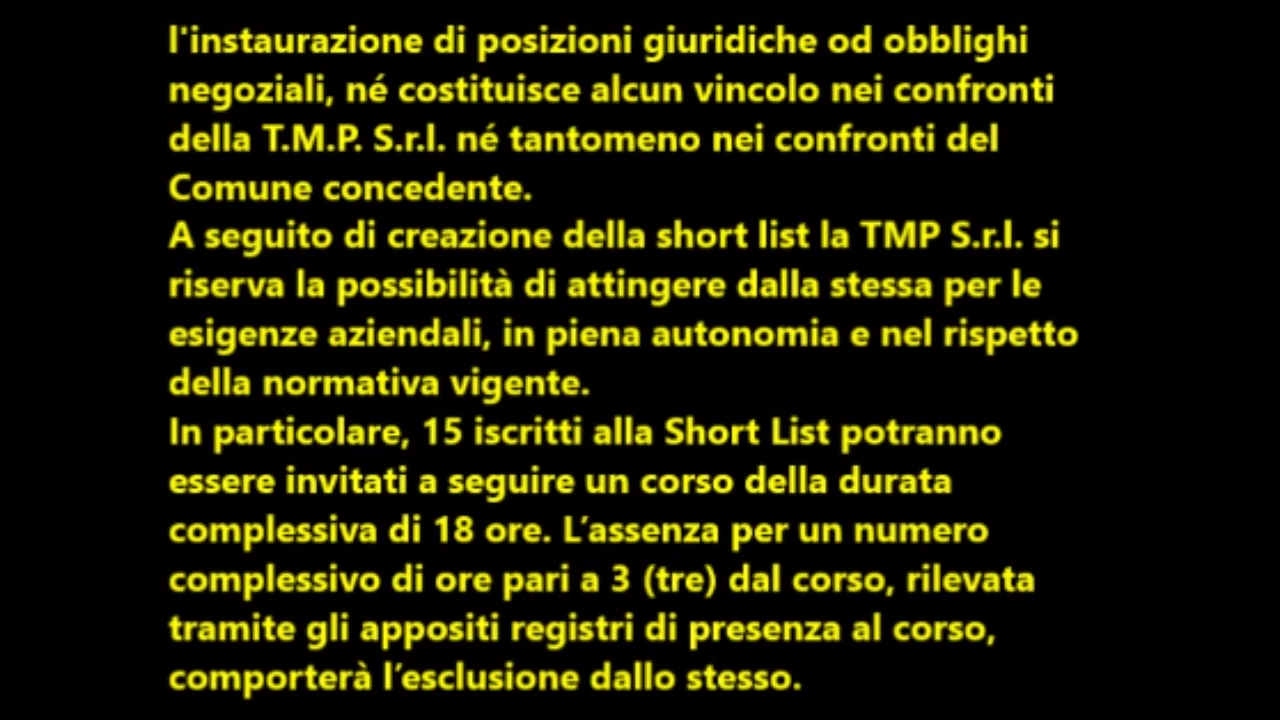 l'instaurazione di posizioni giuridiche od obblighi
negoziali, né costituisce alcun vincolo nei confronti
della T.M.P. S.r.l. né tantomeno nei confronti del
Comune concedente.
A seguito di creazione della short list la TMP S.r.l. si
riserva la possibilità di attingere dalla stessa per le
esigenze aziendali, in piena autonomia e nel rispetto
della normativa vigente.
In particolare, 15 iscritti alla Short List potranno
essere invitati a seguire un corso della durata
complessiva di 18 ore. L’assenza per un numero
complessivo di ore pari a 3 (tre) dal corso, rilevata
tramite gli appositi registri di presenza al corso,
comporterà l’esclusione dallo stesso.